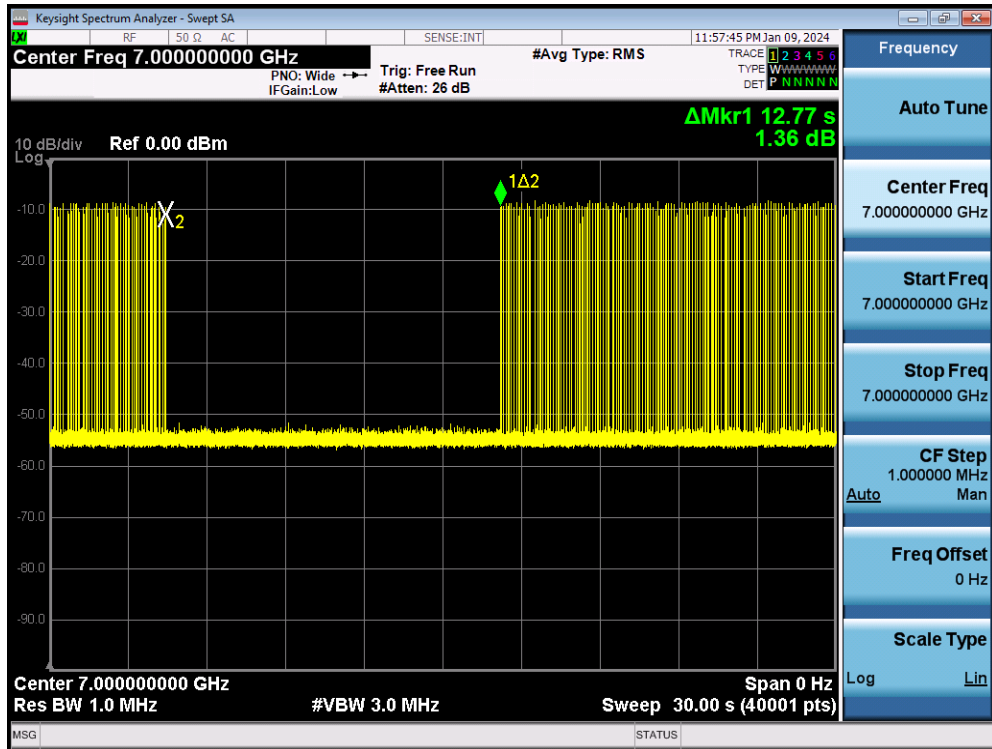 Keysight Spectrum Analyzer - Swept SA
LXI RF 50 Ω AC SENSE:INT 11:57:45 PM Jan 09, 2024
Center Freq 7.000000000 GHz
PNO: Wide
IFGain:Low
Trig: Free Run
#Atten: 26 dB
#Avg Type: RMS
TRACE 1 2 3 4 5 6
TYPE WWWWWWW
DET P N N N N N
ΔMkr1 12.77 s
1.36 dB
10 dB/div Ref 0.00 dBm
Log
1Δ2
2
-10.0
-20.0
-30.0
-40.0
-50.0
-60.0
-70.0
-80.0
-90.0
Center 7.000000000 GHz Span 0 Hz
Res BW 1.0 MHz #VBW 3.0 MHz Sweep 30.00 s (40001 pts)
MSG STATUS
Frequency
Auto Tune
Center Freq
7.000000000 GHz
Start Freq
7.000000000 GHz
Stop Freq
7.000000000 GHz
CF Step
1.000000 MHz
Auto Man
Freq Offset
0 Hz
Scale Type
Log Lin